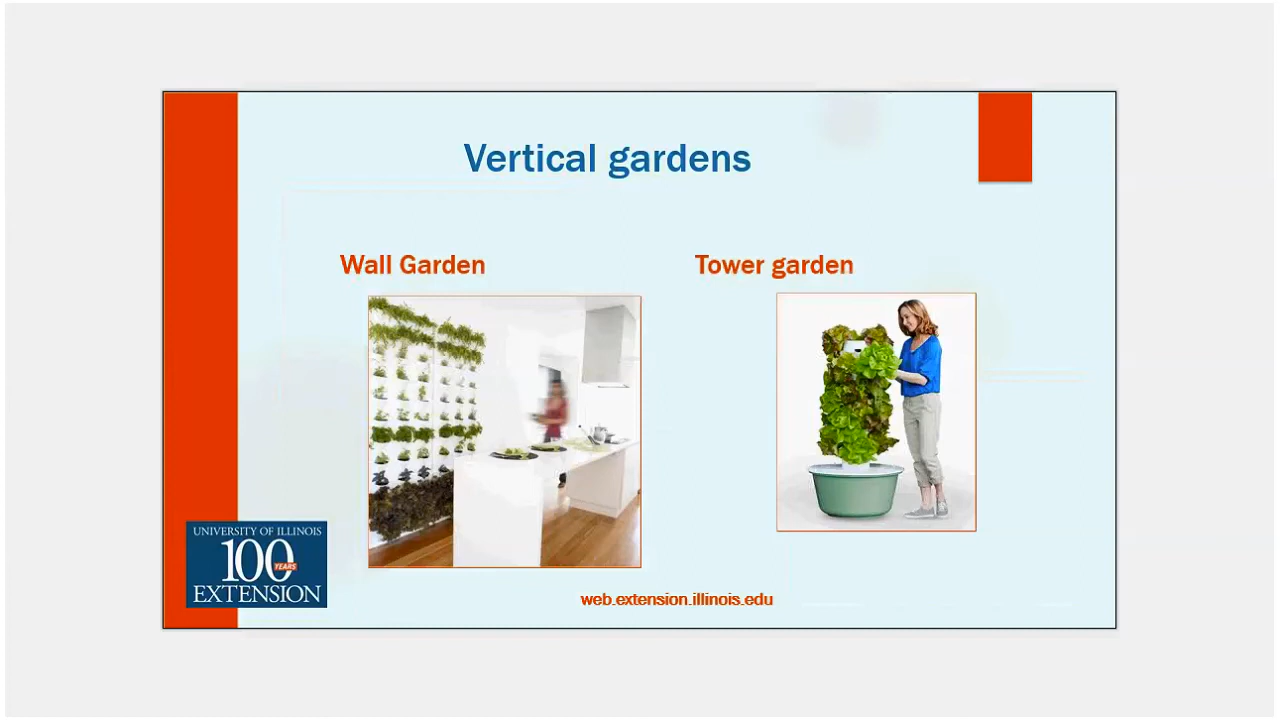 Vertical gardens
Wall Garden
Tower garden
UNIVERSITY OF ILLINOIS
100 YEARS
EXTENSION
web.extension.illinois.edu